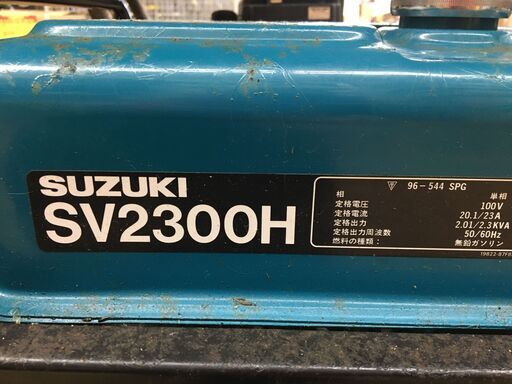 SUZUKI
SV2300H
96-544 SPG
相 単相
定格電圧 100V
定格電流 20.1/23A
定格出力 2.01/2.3KVA
定格出力周波数 50/60Hz
燃料の種類: 無鉛ガソリン